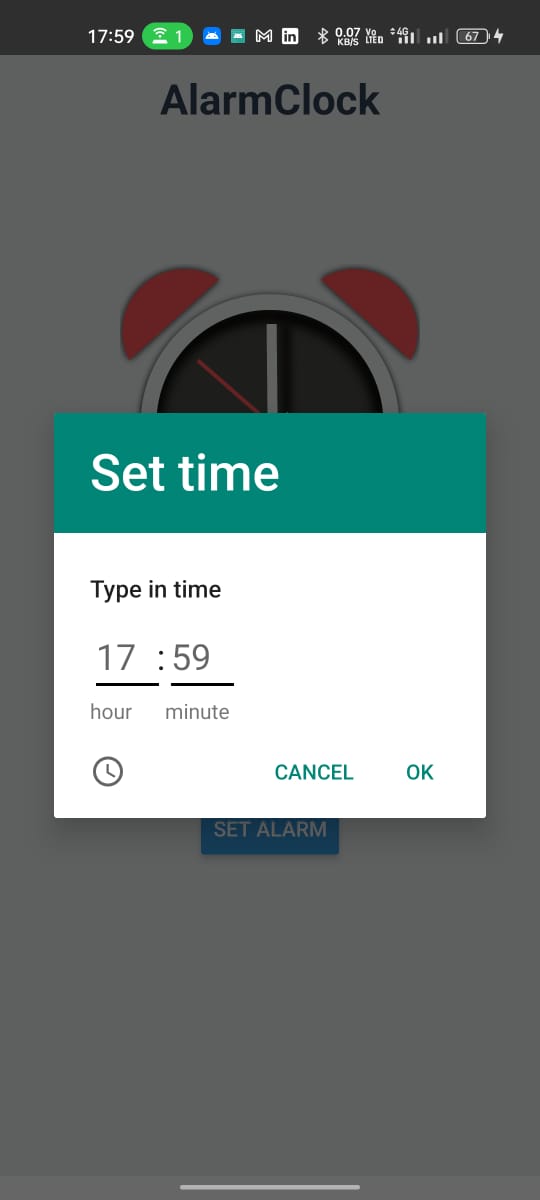 17:59 1 M in 0.07 KB/S Vo LTE D 4G 67
AlarmClock
Set time
Type in time
17 : 59
hour minute
CANCEL OK
SET ALARM